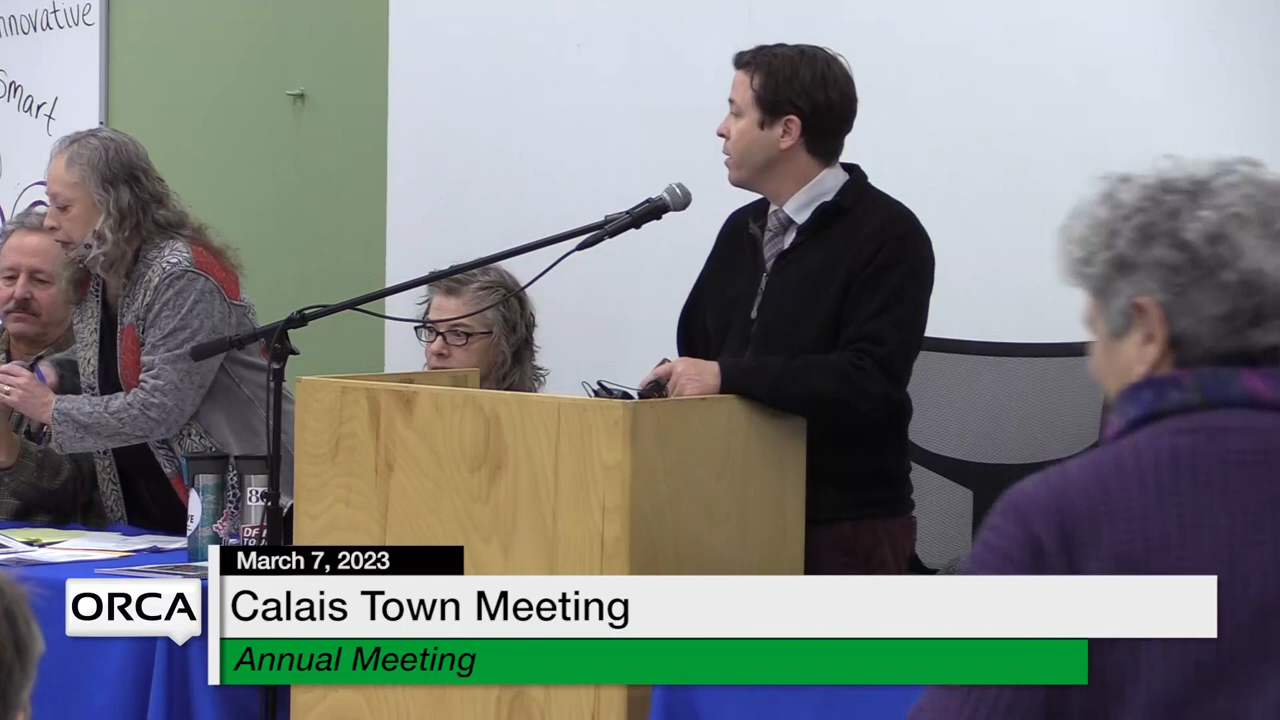 nnovative
Smart
March 7, 2023
ORCA
Calais Town Meeting
Annual Meeting